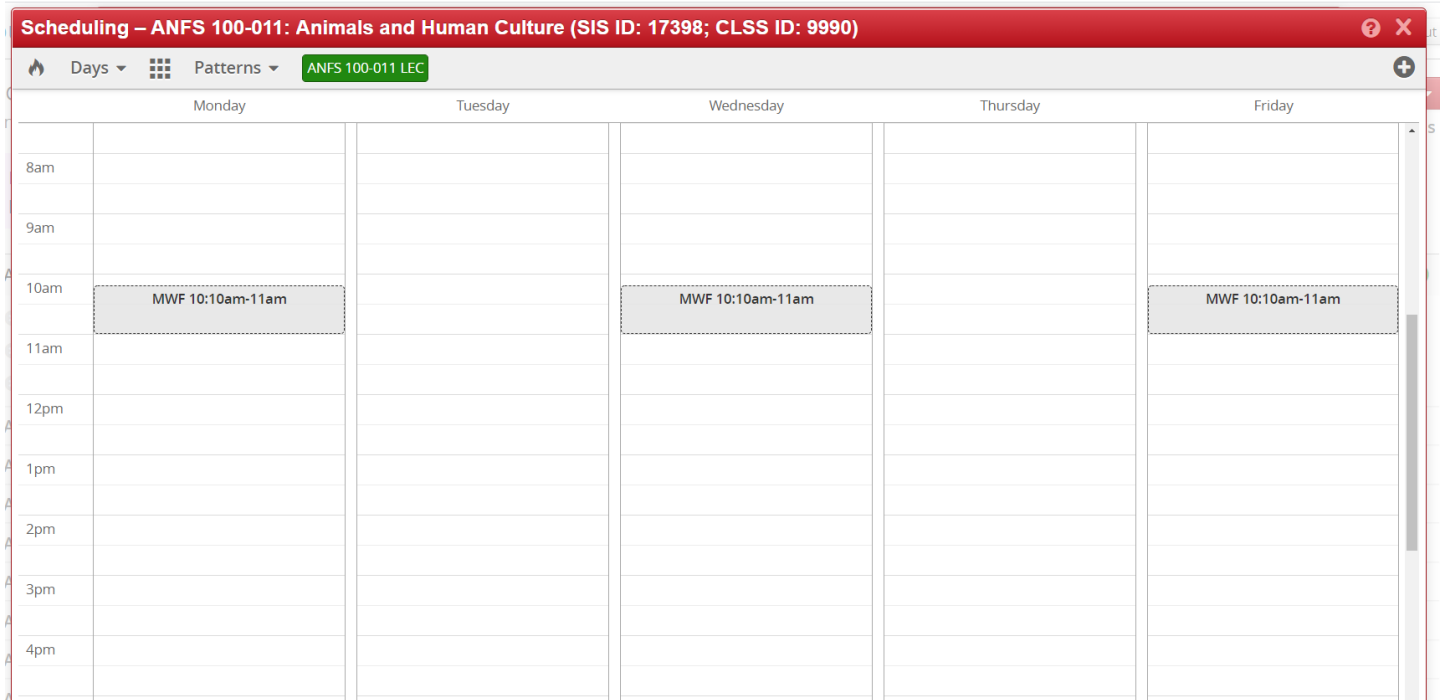 Scheduling – ANFS 100-011: Animals and Human Culture (SIS ID: 17398; CLSS ID: 9990)
Days Patterns ANFS 100-011 LEC
Monday Tuesday Wednesday Thursday Friday
8am
9am
10am
MWF 10:10am-11am MWF 10:10am-11am MWF 10:10am-11am
11am
12pm
1pm
2pm
3pm
4pm